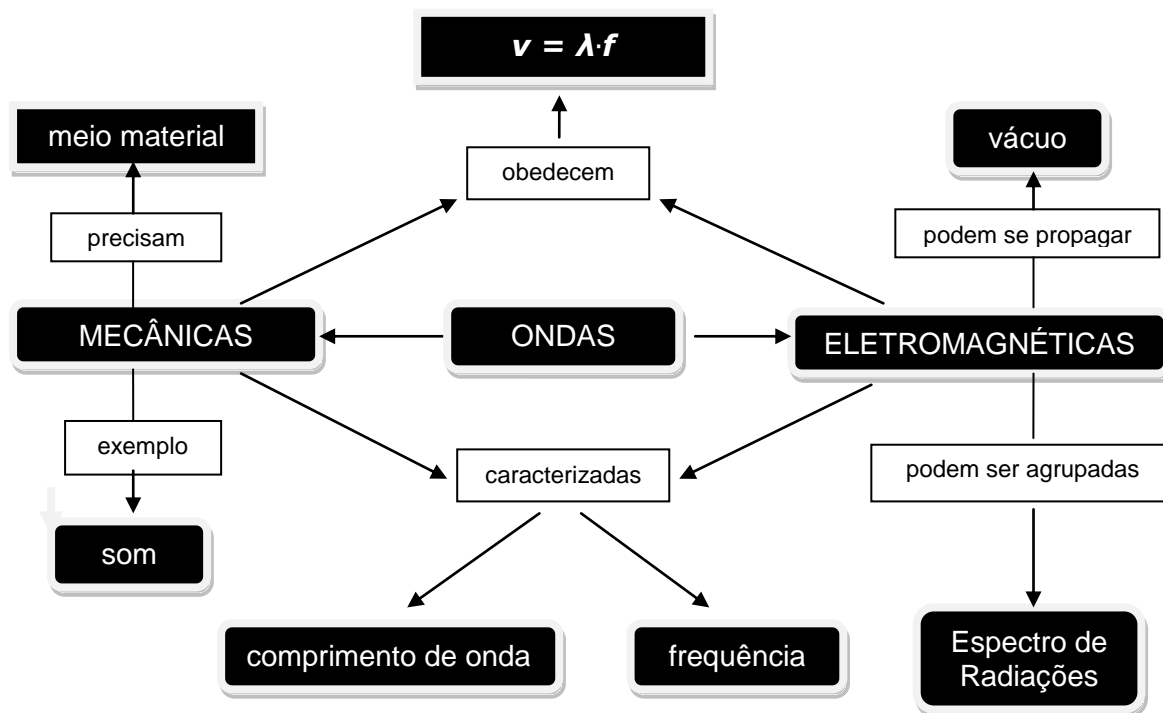 v = λ·f
meio material
vácuo
obedecem
precisam
podem se propagar
MECÂNICAS
ONDAS
ELETROMAGNÉTICAS
exemplo
caracterizadas
podem ser agrupadas
som
comprimento de onda
frequência
Espectro de
Radiações